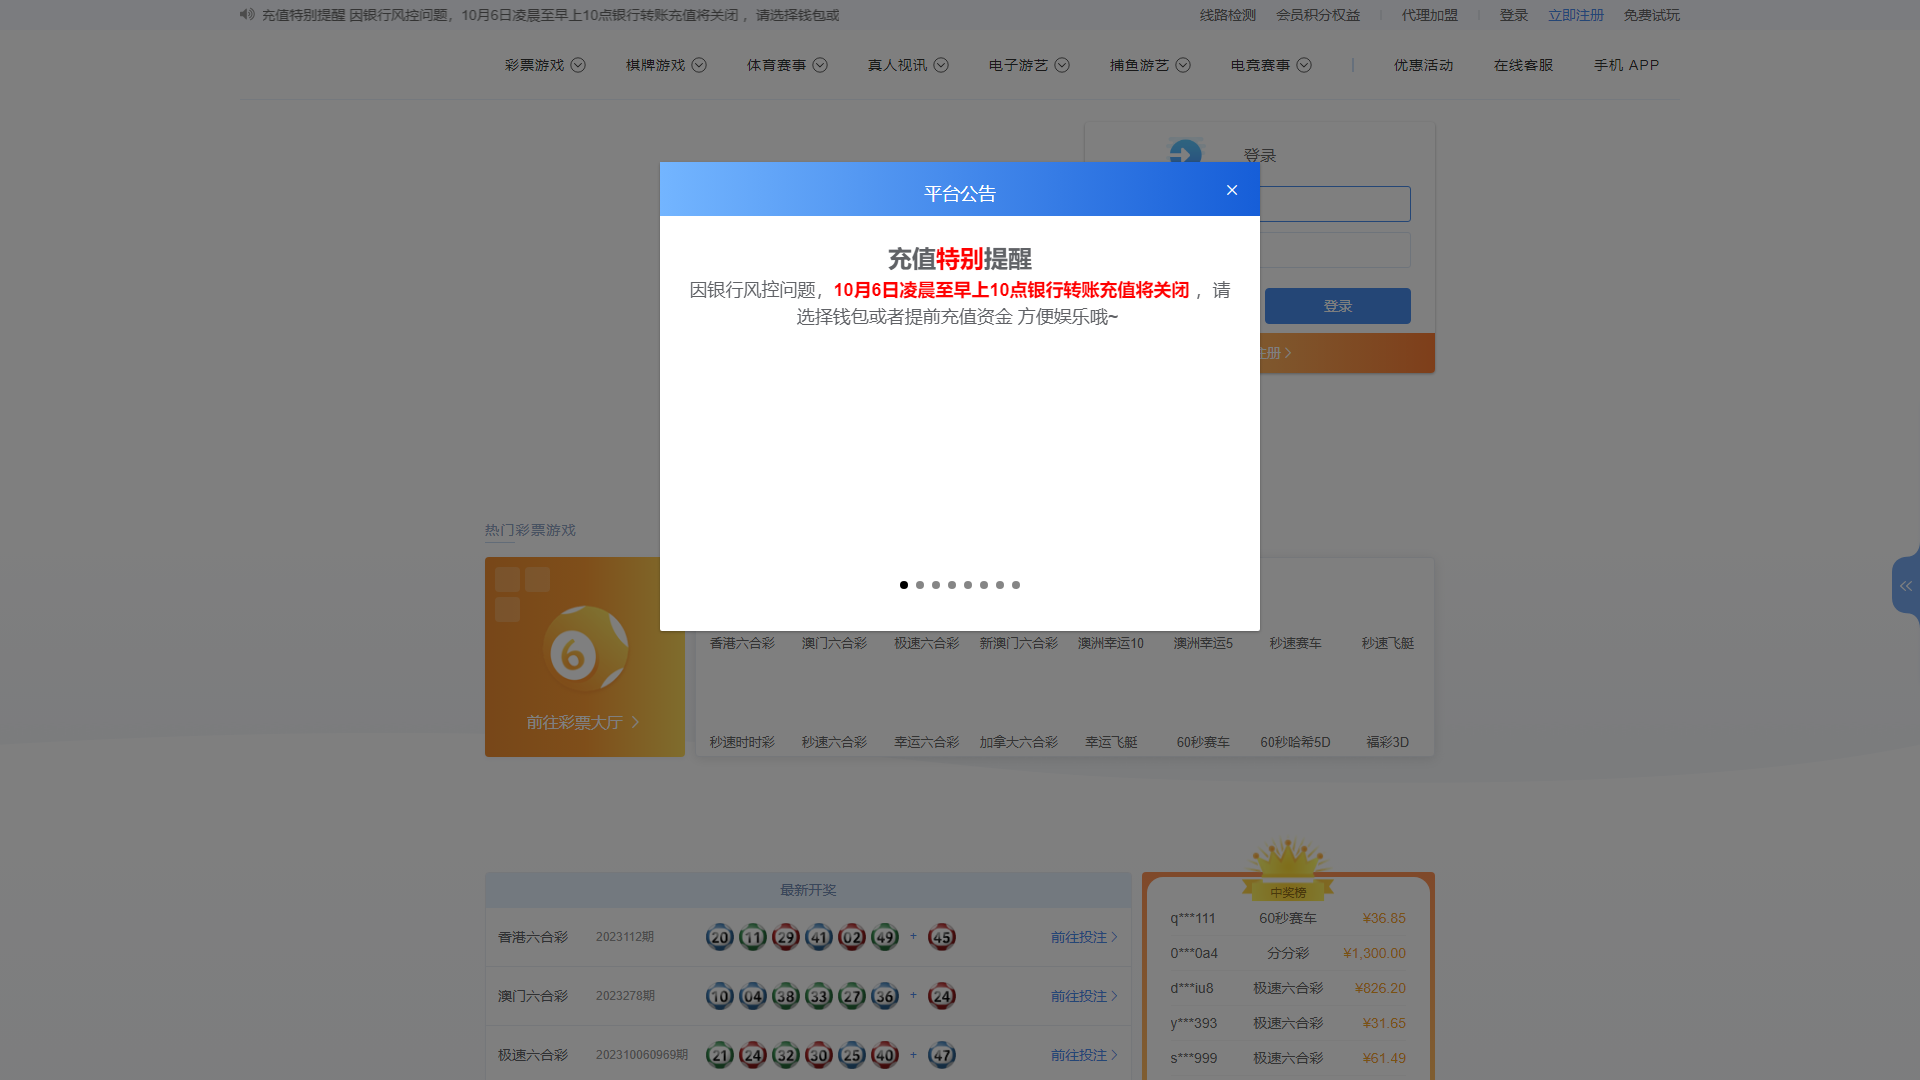 充值特别提醒 因银行风控问题，10月6日凌晨至早上10点银行转账充值将关闭 ，请选择钱包或
线路检测 会员积分权益 代理加盟 登录 立即注册 免费试玩
彩票游戏 棋牌游戏 体育赛事 真人视讯 电子游艺 捕鱼游艺 电竞赛事 优惠活动 在线客服 手机 APP
登录
平台公告
充值特别提醒
因银行风控问题，10月6日凌晨至早上10点银行转账充值将关闭 ，请
选择钱包或者提前充值资金 方便娱乐哦~
登录
注册
热门彩票游戏
6
前往彩票大厅
香港六合彩 澳门六合彩 极速六合彩 新澳门六合彩 澳洲幸运10 澳洲幸运5 秒速赛车 秒速飞艇
秒速时时彩 秒速六合彩 幸运六合彩 加拿大六合彩 幸运飞艇 60秒赛车 60秒哈希5D 福彩3D
最新开奖
香港六合彩 2023112期 20 11 29 41 02 49 + 45 前往投注
澳门六合彩 2023278期 10 04 38 33 27 36 + 24 前往投注
极速六合彩 202310060969期 21 24 32 30 25 40 + 47 前往投注
中奖榜
q***111 60秒赛车 ¥36.85
0***0a4 分分彩 ¥1,300.00
d***iu8 极速六合彩 ¥826.20
y***393 极速六合彩 ¥31.65
s***999 极速六合彩 ¥61.49